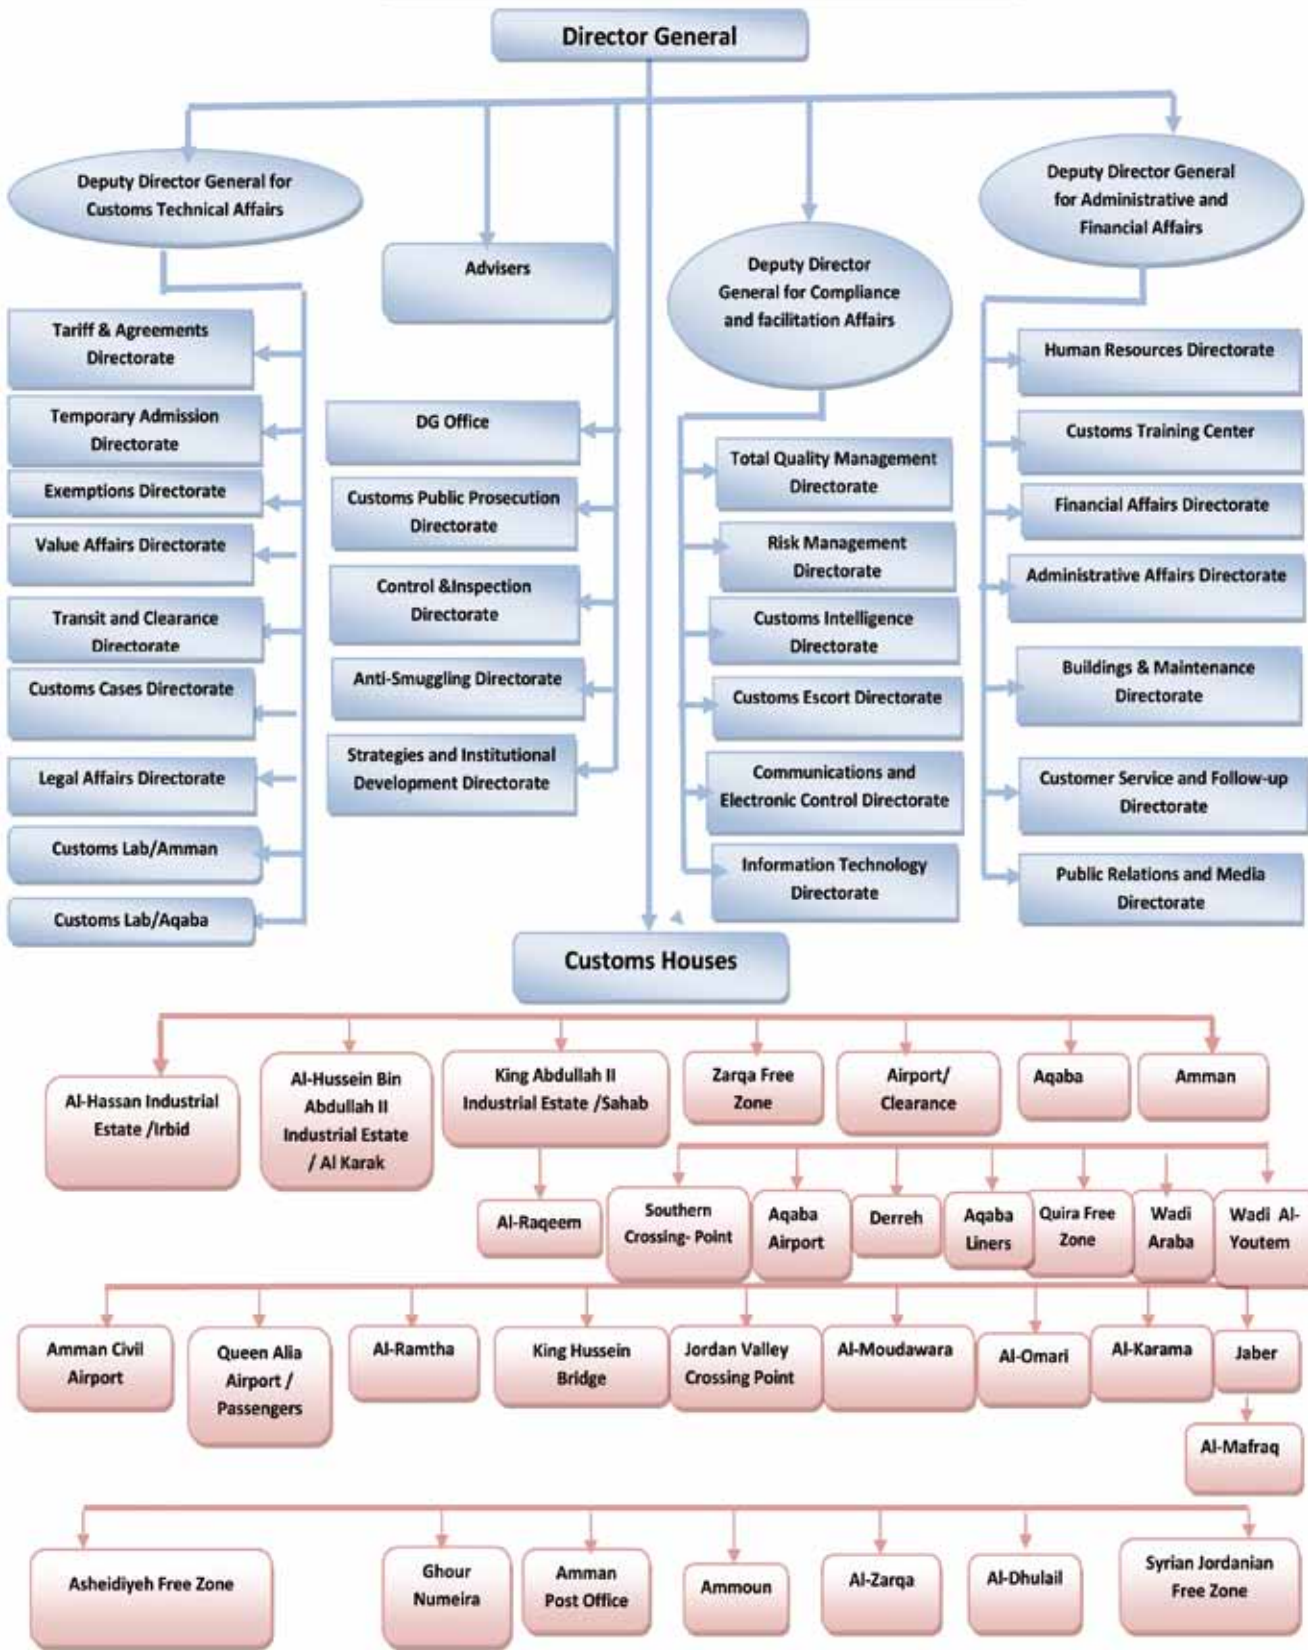 Director General
Deputy Director General for
Customs Technical Affairs
Advisers
Deputy Director
General for Compliance
and facilitation Affairs
Deputy Director General
for Administrative and
Financial Affairs
Tariff & Agreements
Directorate
Temporary Admission
Directorate
Exemptions Directorate
Value Affairs Directorate
Transit and Clearance
Directorate
Customs Cases Directorate
Legal Affairs Directorate
Customs Lab/Amman
Customs Lab/Aqaba
DG Office
Customs Public Prosecution
Directorate
Control &Inspection
Directorate
Anti-Smuggling Directorate
Strategies and Institutional
Development Directorate
Total Quality Management
Directorate
Risk Management
Directorate
Customs Intelligence
Directorate
Customs Escort Directorate
Communications and
Electronic Control Directorate
Information Technology
Directorate
Human Resources Directorate
Customs Training Center
Financial Affairs Directorate
Administrative Affairs Directorate
Buildings & Maintenance
Directorate
Customer Service and Follow-up
Directorate
Public Relations and Media
Directorate
Customs Houses
Al-Hassan Industrial
Estate /Irbid
Al-Hussein Bin
Abdullah II
Industrial Estate
/ Al Karak
King Abdullah II
Industrial Estate /Sahab
Zarqa Free
Zone
Airport/
Clearance
Aqaba
Amman
Al-Raqeem
Southern
Crossing- Point
Aqaba
Airport
Derreh
Aqaba
Liners
Quira Free
Zone
Wadi
Araba
Wadi Al-
Youtem
Amman Civil
Airport
Queen Alia
Airport /
Passengers
Al-Ramtha
King Hussein
Bridge
Jordan Valley
Crossing Point
Al-Moudawara
Al-Omari
Al-Karama
Jaber
Al-Mafraq
Asheidiyeh Free Zone
Ghour
Numeira
Amman
Post Office
Ammoun
Al-Zarqa
Al-Dhulail
Syrian Jordanian
Free Zone